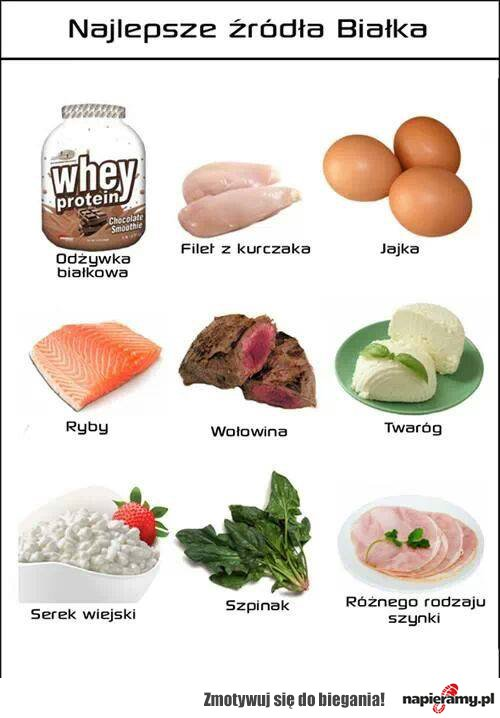 Najlepsze źródła Białka
whey
protein
Chocolate
Smoothie
Odżywka
białkowa
Filet z kurczaka
Jajka
Ryby
Wołowina
Twaróg
Serek wiejski
Szpinak
Różnego rodzaju
szynki
Zmotywuj się do biegania!
napieramy.pl